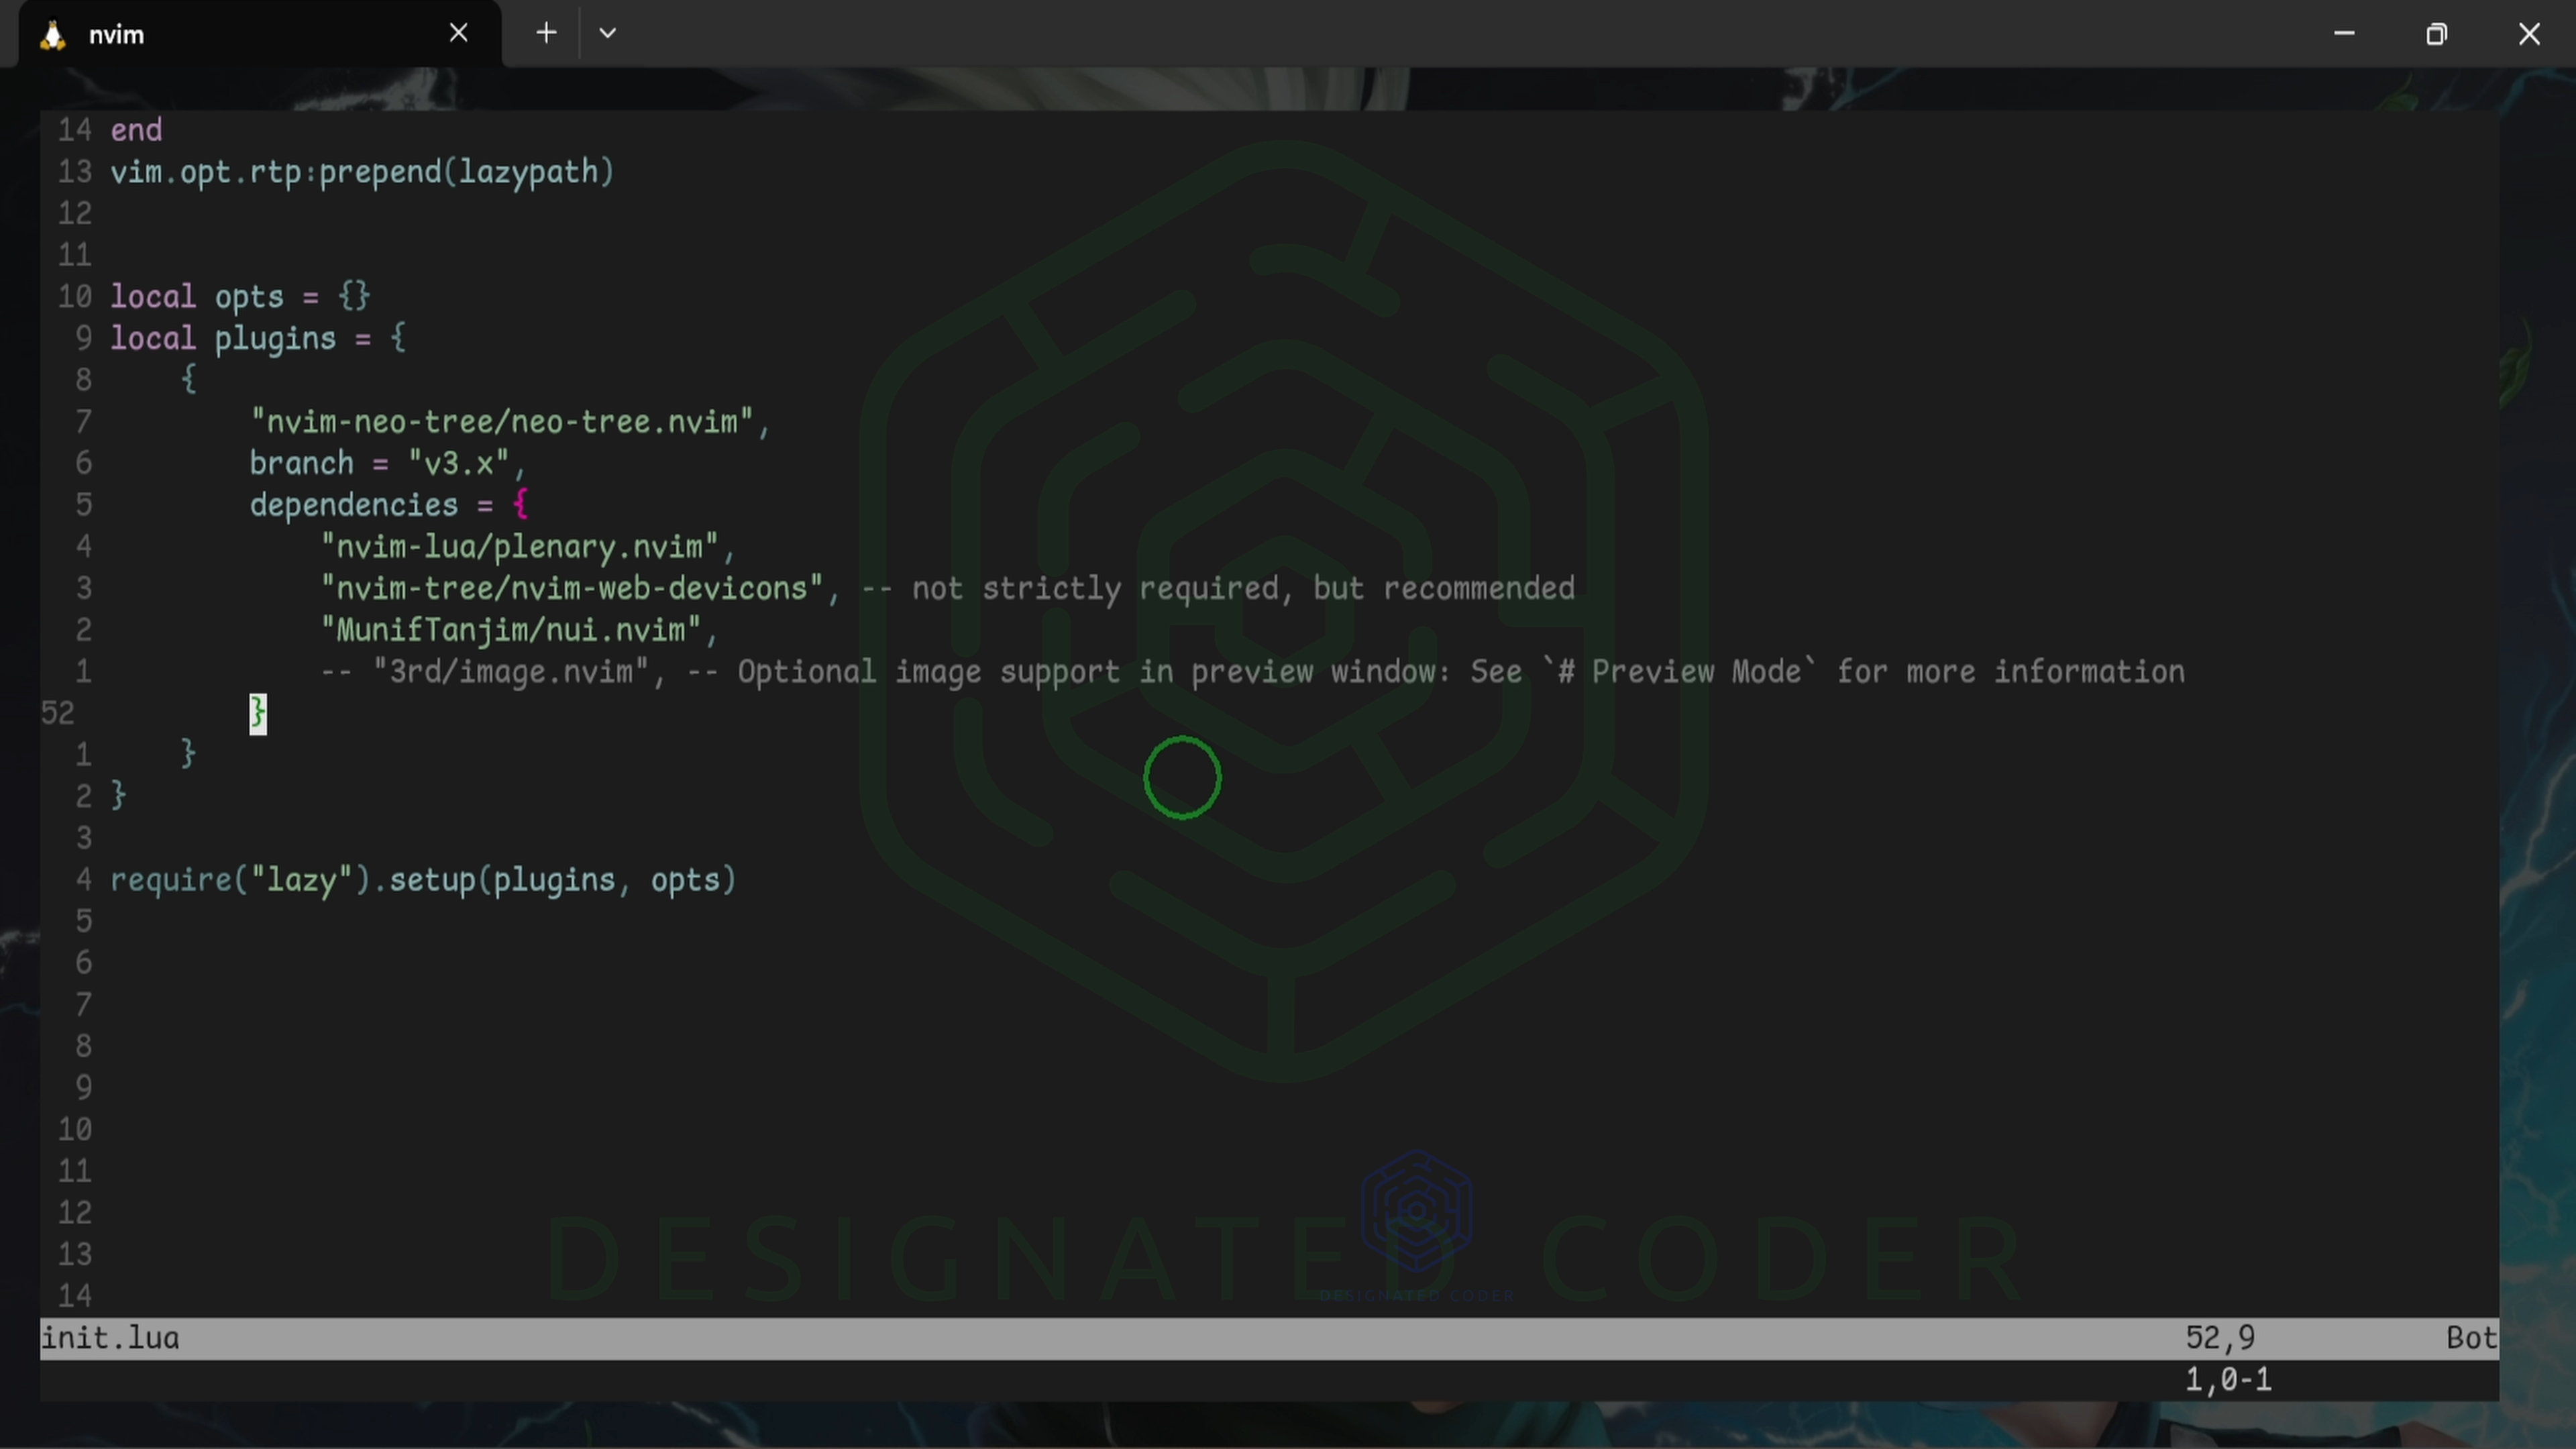 nvim
14 end
13 vim.opt.rtp:prepend(lazypath)
12
11
10 local opts = {}
9 local plugins = {
8 {
7 "nvim-neo-tree/neo-tree.nvim",
6 branch = "v3.x",
5 dependencies = {
4 "nvim-lua/plenary.nvim",
3 "nvim-tree/nvim-web-devicons", -- not strictly required, but recommended
2 "MunifTanjim/nui.nvim",
1 -- "3rd/image.nvim", -- Optional image support in preview window: See `# Preview Mode` for more information
52 }
1 }
2 }
3
4 require("lazy").setup(plugins, opts)
5
6
7
8
9
10
11
12
13
14
DESIGNATED CODER
DESIGNATED CODER
init.lua 52,9 Bot
1,0-1